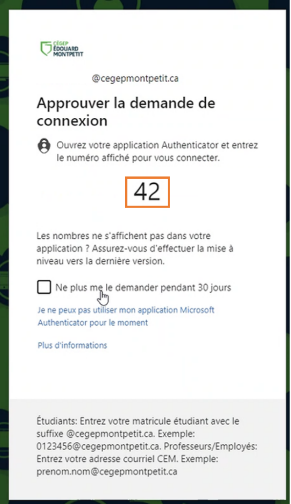 CÉGEP
ÉDOUARD
MONTPETIT
@cegepmontpetit.ca
Approuver la demande de
connexion
Ouvrez votre application Authenticator et entrez
le numéro affiché pour vous connecter.
42
Les nombres ne s'affichent pas dans votre
application ? Assurez-vous d'effectuer la mise à
niveau vers la dernière version.
Ne plus me le demander pendant 30 jours
Je ne peux pas utiliser mon application Microsoft
Authenticator pour le moment
Plus d'informations
Étudiants: Entrez votre matricule étudiant avec le
suffixe @cegepmontpetit.ca. Exemple:
0123456@cegepmontpetit.ca. Professeurs/Employés:
Entrez votre adresse courriel CEM. Exemple:
prenom.nom@cegepmontpetit.ca